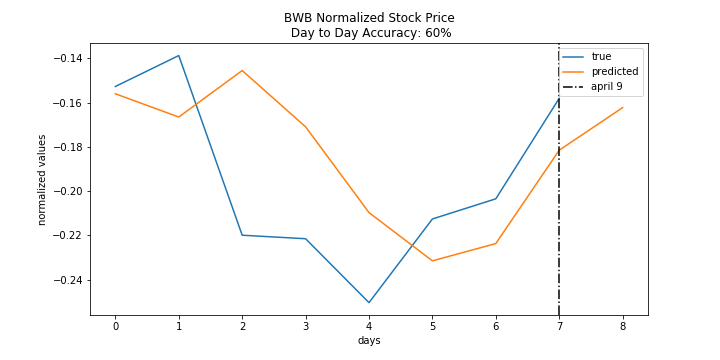 BWB Normalized Stock Price
Day to Day Accuracy: 60%
true
predicted
april 9
normalized values
−0.14
−0.16
−0.18
−0.20
−0.22
−0.24
0 1 2 3 4 5 6 7 8
days